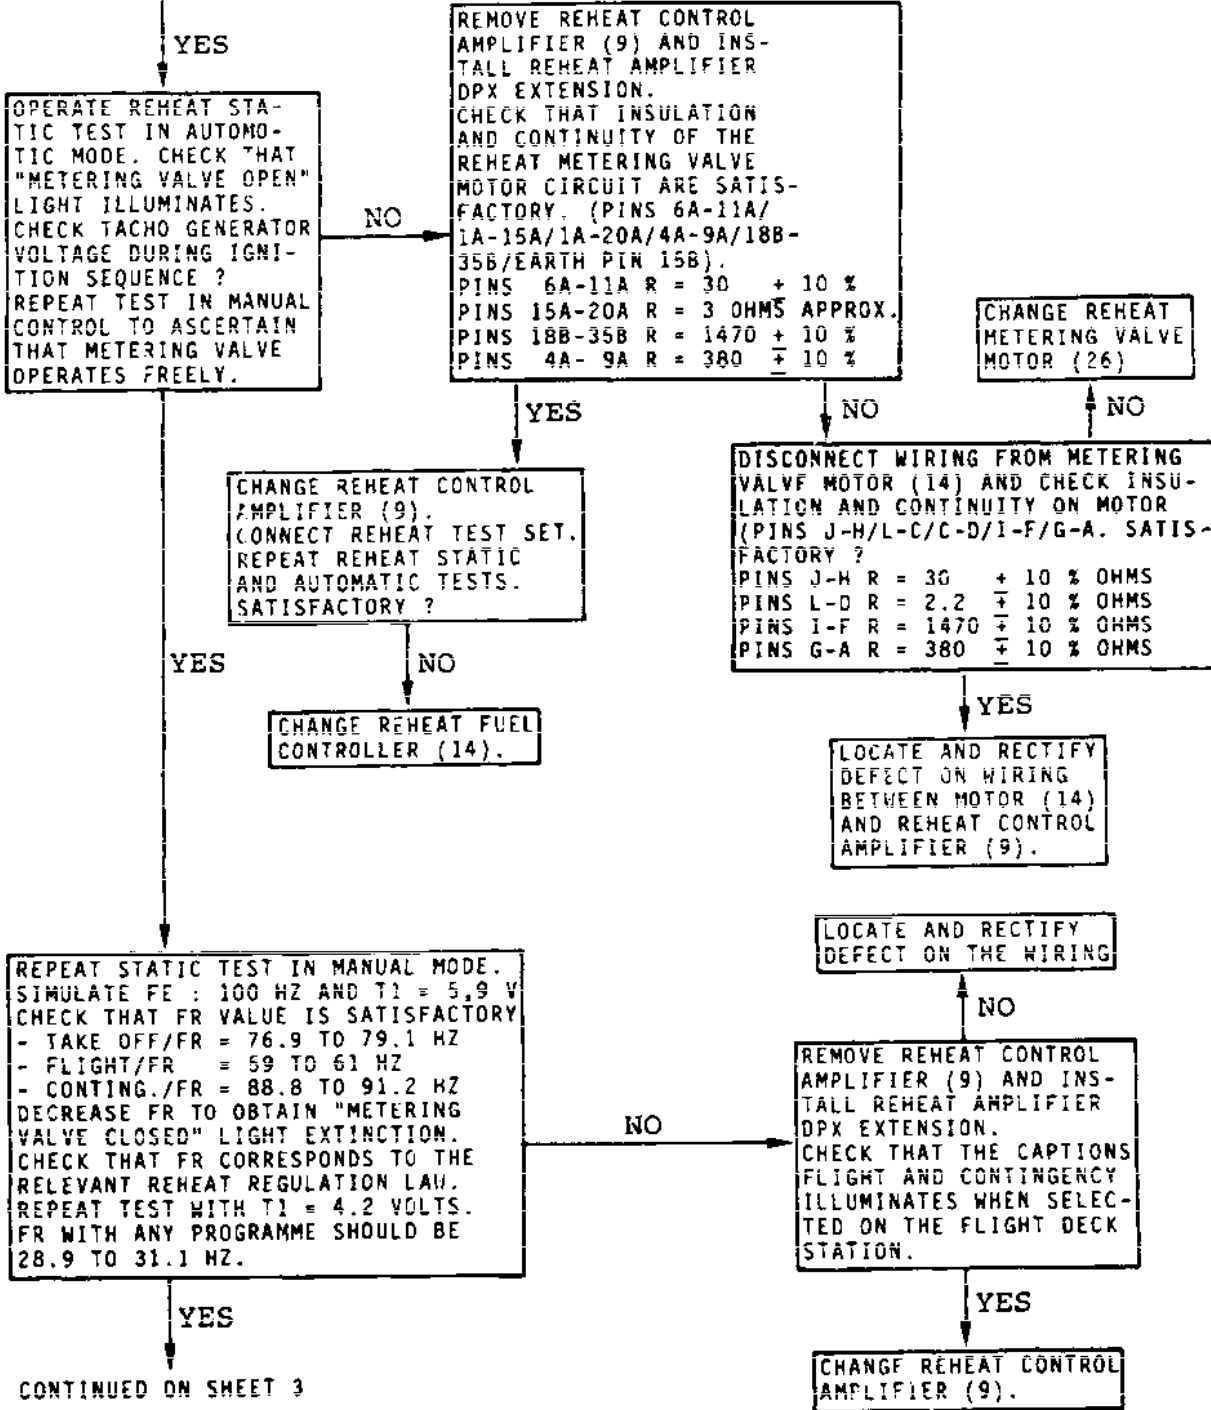 YES
OPERATE REHEAT STA-
TIC TEST IN AUTOMO-
TIC MODE. CHECK THAT
"METERING VALVE OPEN"
LIGHT ILLUMINATES.
CHECK TACHO GENERATOR
VOLTAGE DURING IGNI-
TION SEQUENCE ?
REPEAT TEST IN MANUAL
CONTROL TO ASCERTAIN
THAT METERING VALVE
OPERATES FREELY.
NO
REMOVE REHEAT CONTROL
AMPLIFIER (9) AND INS-
TALL REHEAT AMPLIFIER
DPX EXTENSION.
CHECK THAT INSULATION
AND CONTINUITY OF THE
REHEAT METERING VALVE
MOTOR CIRCUIT ARE SATIS-
FACTORY. (PINS 6A-11A/
1A-15A/1A-20A/4A-9A/18B-
35B/EARTH PIN 15B).
PINS 6A-11A R = 30 ± 10 %
PINS 15A-20A R = 3 OHMS APPROX.
PINS 18B-35B R = 1470 ± 10 %
PINS 4A- 9A R = 380 ± 10 %
YES
NO
CHANGE REHEAT
METERING VALVE
MOTOR (26)
NO
CHANGE REHEAT CONTROL
AMPLIFIER (9).
CONNECT REHEAT TEST SET.
REPEAT REHEAT STATIC
AND AUTOMATIC TESTS.
SATISFACTORY ?
NO
CHANGE REHEAT FUEL
CONTROLLER (14).
DISCONNECT WIRING FROM METERING
VALVE MOTOR (14) AND CHECK INSU-
LATION AND CONTINUITY ON MOTOR
(PINS J-H/L-C/C-D/I-F/G-A. SATIS-
FACTORY ?
PINS J-H R = 30 ± 10 % OHMS
PINS L-D R = 2.2 ± 10 % OHMS
PINS I-F R = 1470 ± 10 % OHMS
PINS G-A R = 380 ± 10 % OHMS
YES
LOCATE AND RECTIFY
DEFECT ON WIRING
BETWEEN MOTOR (14)
AND REHEAT CONTROL
AMPLIFIER (9).
YES
REPEAT STATIC TEST IN MANUAL MODE.
SIMULATE FE : 100 HZ AND T1 = 5,9 V
CHECK THAT FR VALUE IS SATISFACTORY
- TAKE OFF/FR = 76.9 TO 79.1 HZ
- FLIGHT/FR = 59 TO 61 HZ
- CONTING./FR = 88.8 TO 91.2 HZ
DECREASE FR TO OBTAIN "METERING
VALVE CLOSED" LIGHT EXTINCTION.
CHECK THAT FR CORRESPONDS TO THE
RELEVANT REHEAT REGULATION LAW.
REPEAT TEST WITH T1 = 4.2 VOLTS.
FR WITH ANY PROGRAMME SHOULD BE
28.9 TO 31.1 HZ.
NO
LOCATE AND RECTIFY
DEFECT ON THE WIRING
NO
REMOVE REHEAT CONTROL
AMPLIFIER (9) AND INS-
TALL REHEAT AMPLIFIER
DPX EXTENSION.
CHECK THAT THE CAPTIONS
FLIGHT AND CONTINGENCY
ILLUMINATES WHEN SELEC-
TED ON THE FLIGHT DECK
STATION.
YES
CHANGE REHEAT CONTROL
AMPLIFIER (9).
YES
CONTINUED ON SHEET 3